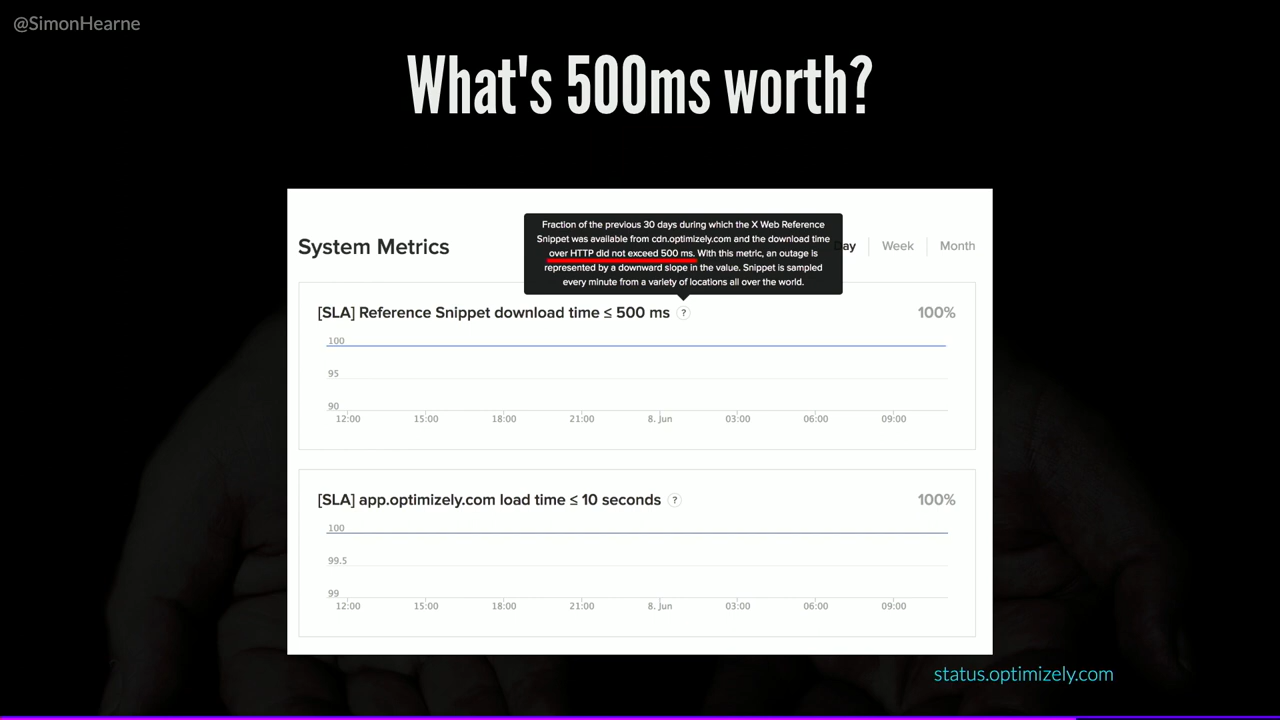 @SimonHearne
What's 500ms worth?
System Metrics
Fraction of the previous 30 days during which the X Web Reference
Snippet was available from cdn.optimizely.com and the download time
over HTTP did not exceed 500 ms. With this metric, an outage is
represented by a downward slope in the value. Snippet is sampled
every minute from a variety of locations all over the world.
ay Week Month
[SLA] Reference Snippet download time ≤ 500 ms ? 100%
100
95
90
12:00 15:00 18:00 21:00 8. Jun 03:00 06:00 09:00
[SLA] app.optimizely.com load time ≤ 10 seconds ? 100%
100
99.5
99
12:00 15:00 18:00 21:00 8. Jun 03:00 06:00 09:00
status.optimizely.com